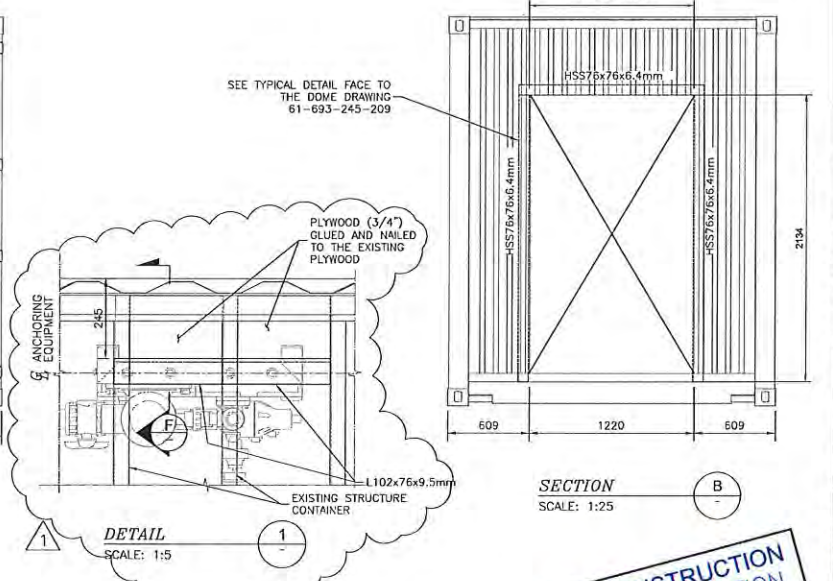 SEE TYPICAL DETAIL FACE TO
THE DOME DRAWING
61-693-245-209
HSS76x76x6.4mm
HSS76x76x6.4mm
HSS76x76x6.4mm
2134
609
1220
609
SECTION
SCALE: 1:25
B
-
PLYWOOD (3/4")
GLUED AND NAILED
TO THE EXISTING
PLYWOOD
℄ ANCHORING
EQUIPMENT
245
F
-
L102x76x9.5mm
EXISTING STRUCTURE
CONTAINER
1
DETAIL
SCALE: 1:5
1
-